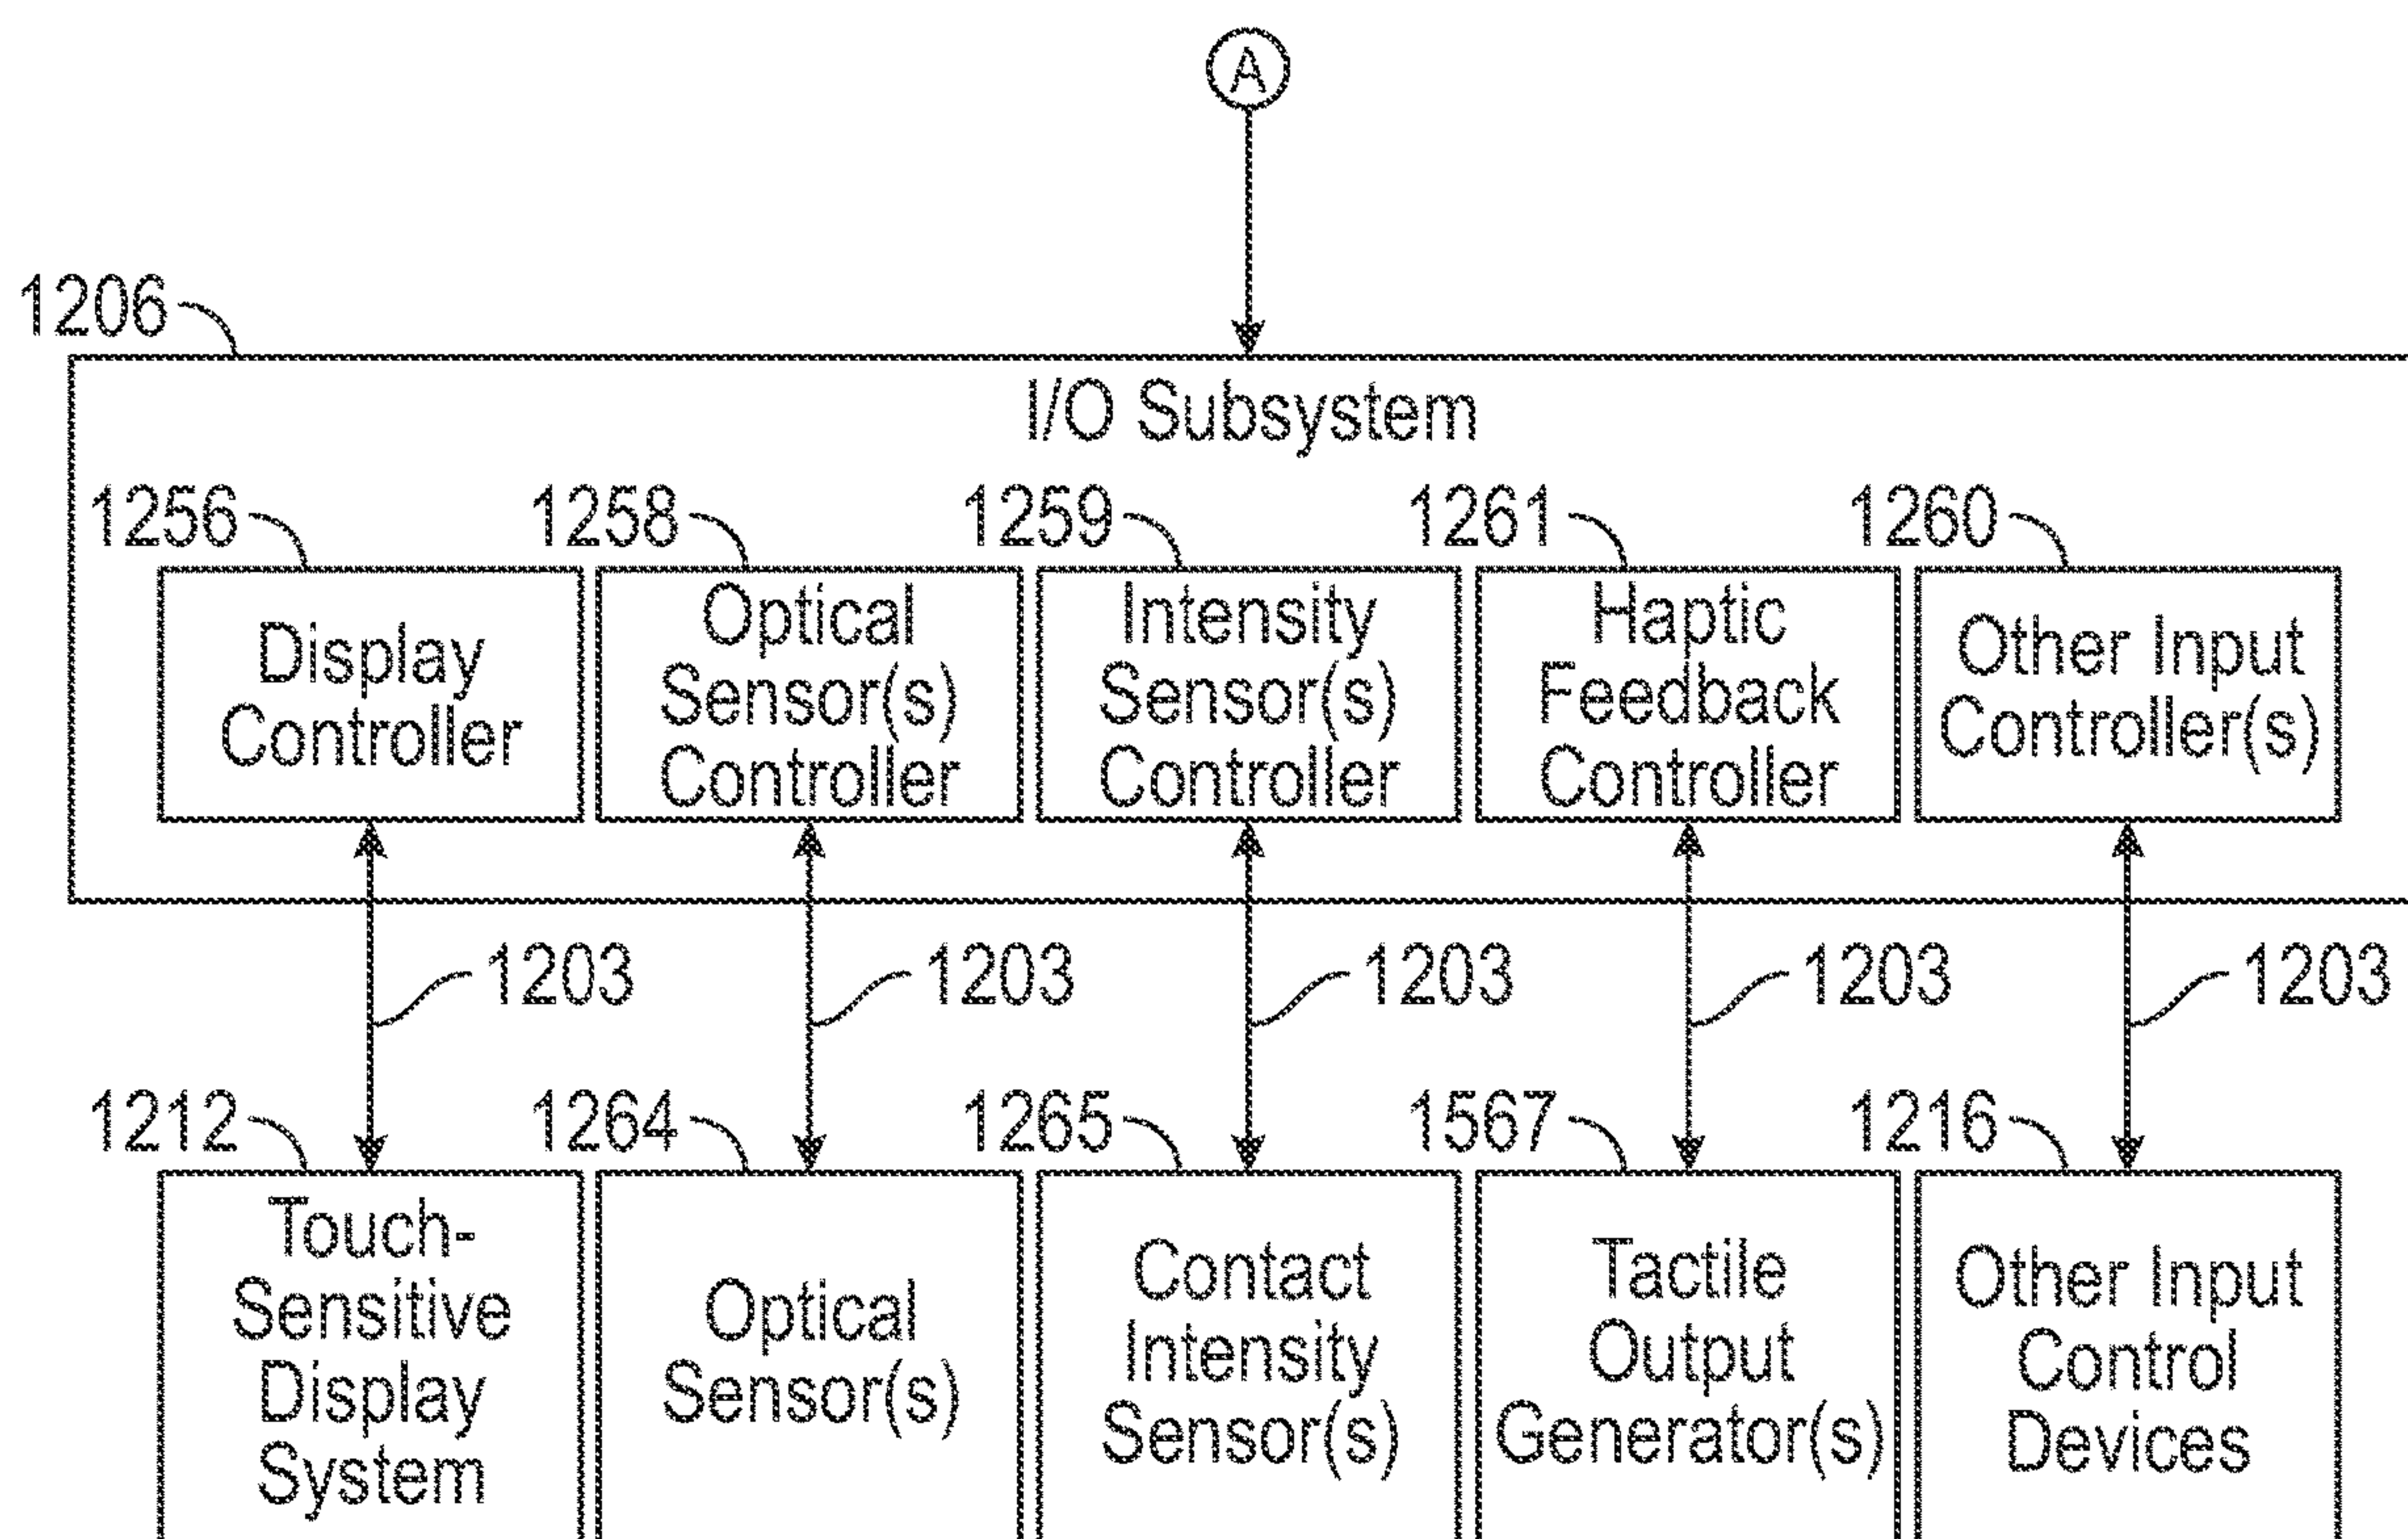 A
1206
I/O Subsystem
1256
1258
1259
1261
1260
Display
Controller
Optical
Sensor(s)
Controller
Intensity
Sensor(s)
Controller
Haptic
Feedback
Controller
Other Input
Controller(s)
1203
1203
1203
1203
1203
1212
1264
1265
1567
1216
Touch-
Sensitive
Display
System
Optical
Sensor(s)
Contact
Intensity
Sensor(s)
Tactile
Output
Generator(s)
Other Input
Control
Devices